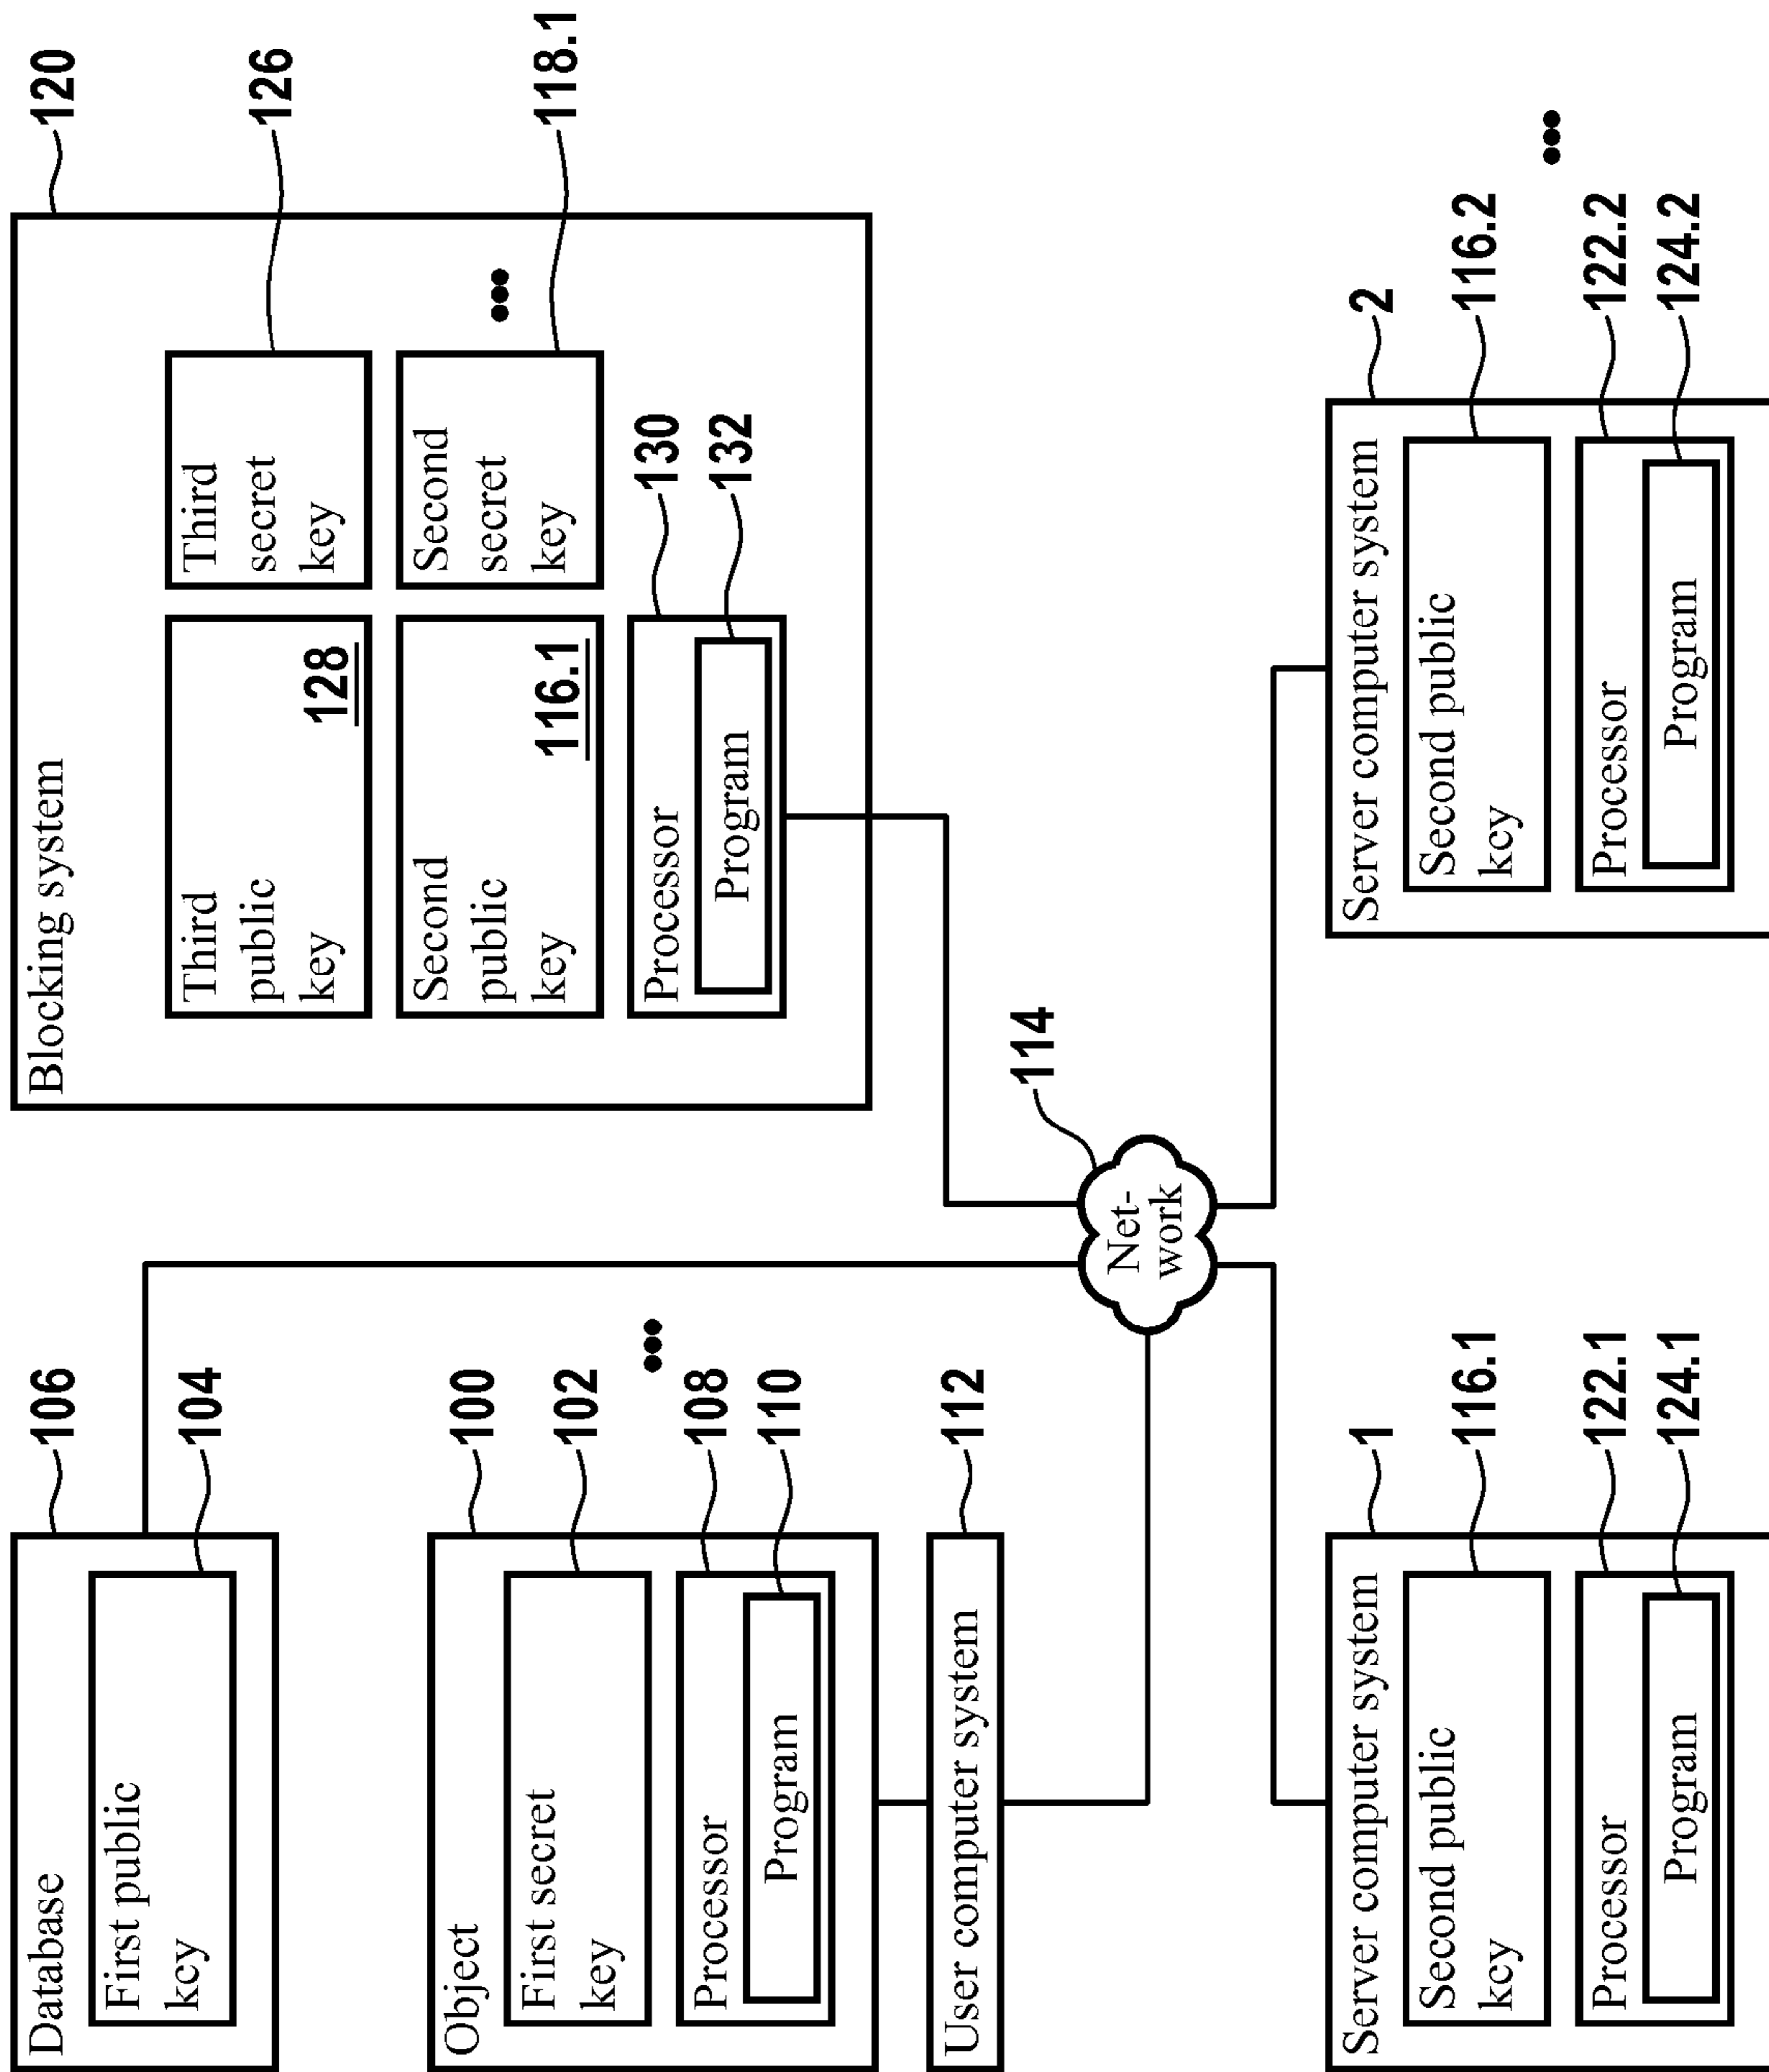 Database
106
First public
kcy
104
Object
100
First secret
key
102
Processor
108
Program
110
User computer system
112
Blocking system
120
Third
public
key
128
Third
secret
key
126
Second
public
key
116.1
Second
secret
key
118.1
Processor
130
Program
132
Net-
work
114
Server computer system
1
Second public
kcy
116.1
Processor
122.1
Program
124.1
Server computer system
2
Second public
kcy
116.2
Processor
122.2
Program
124.2